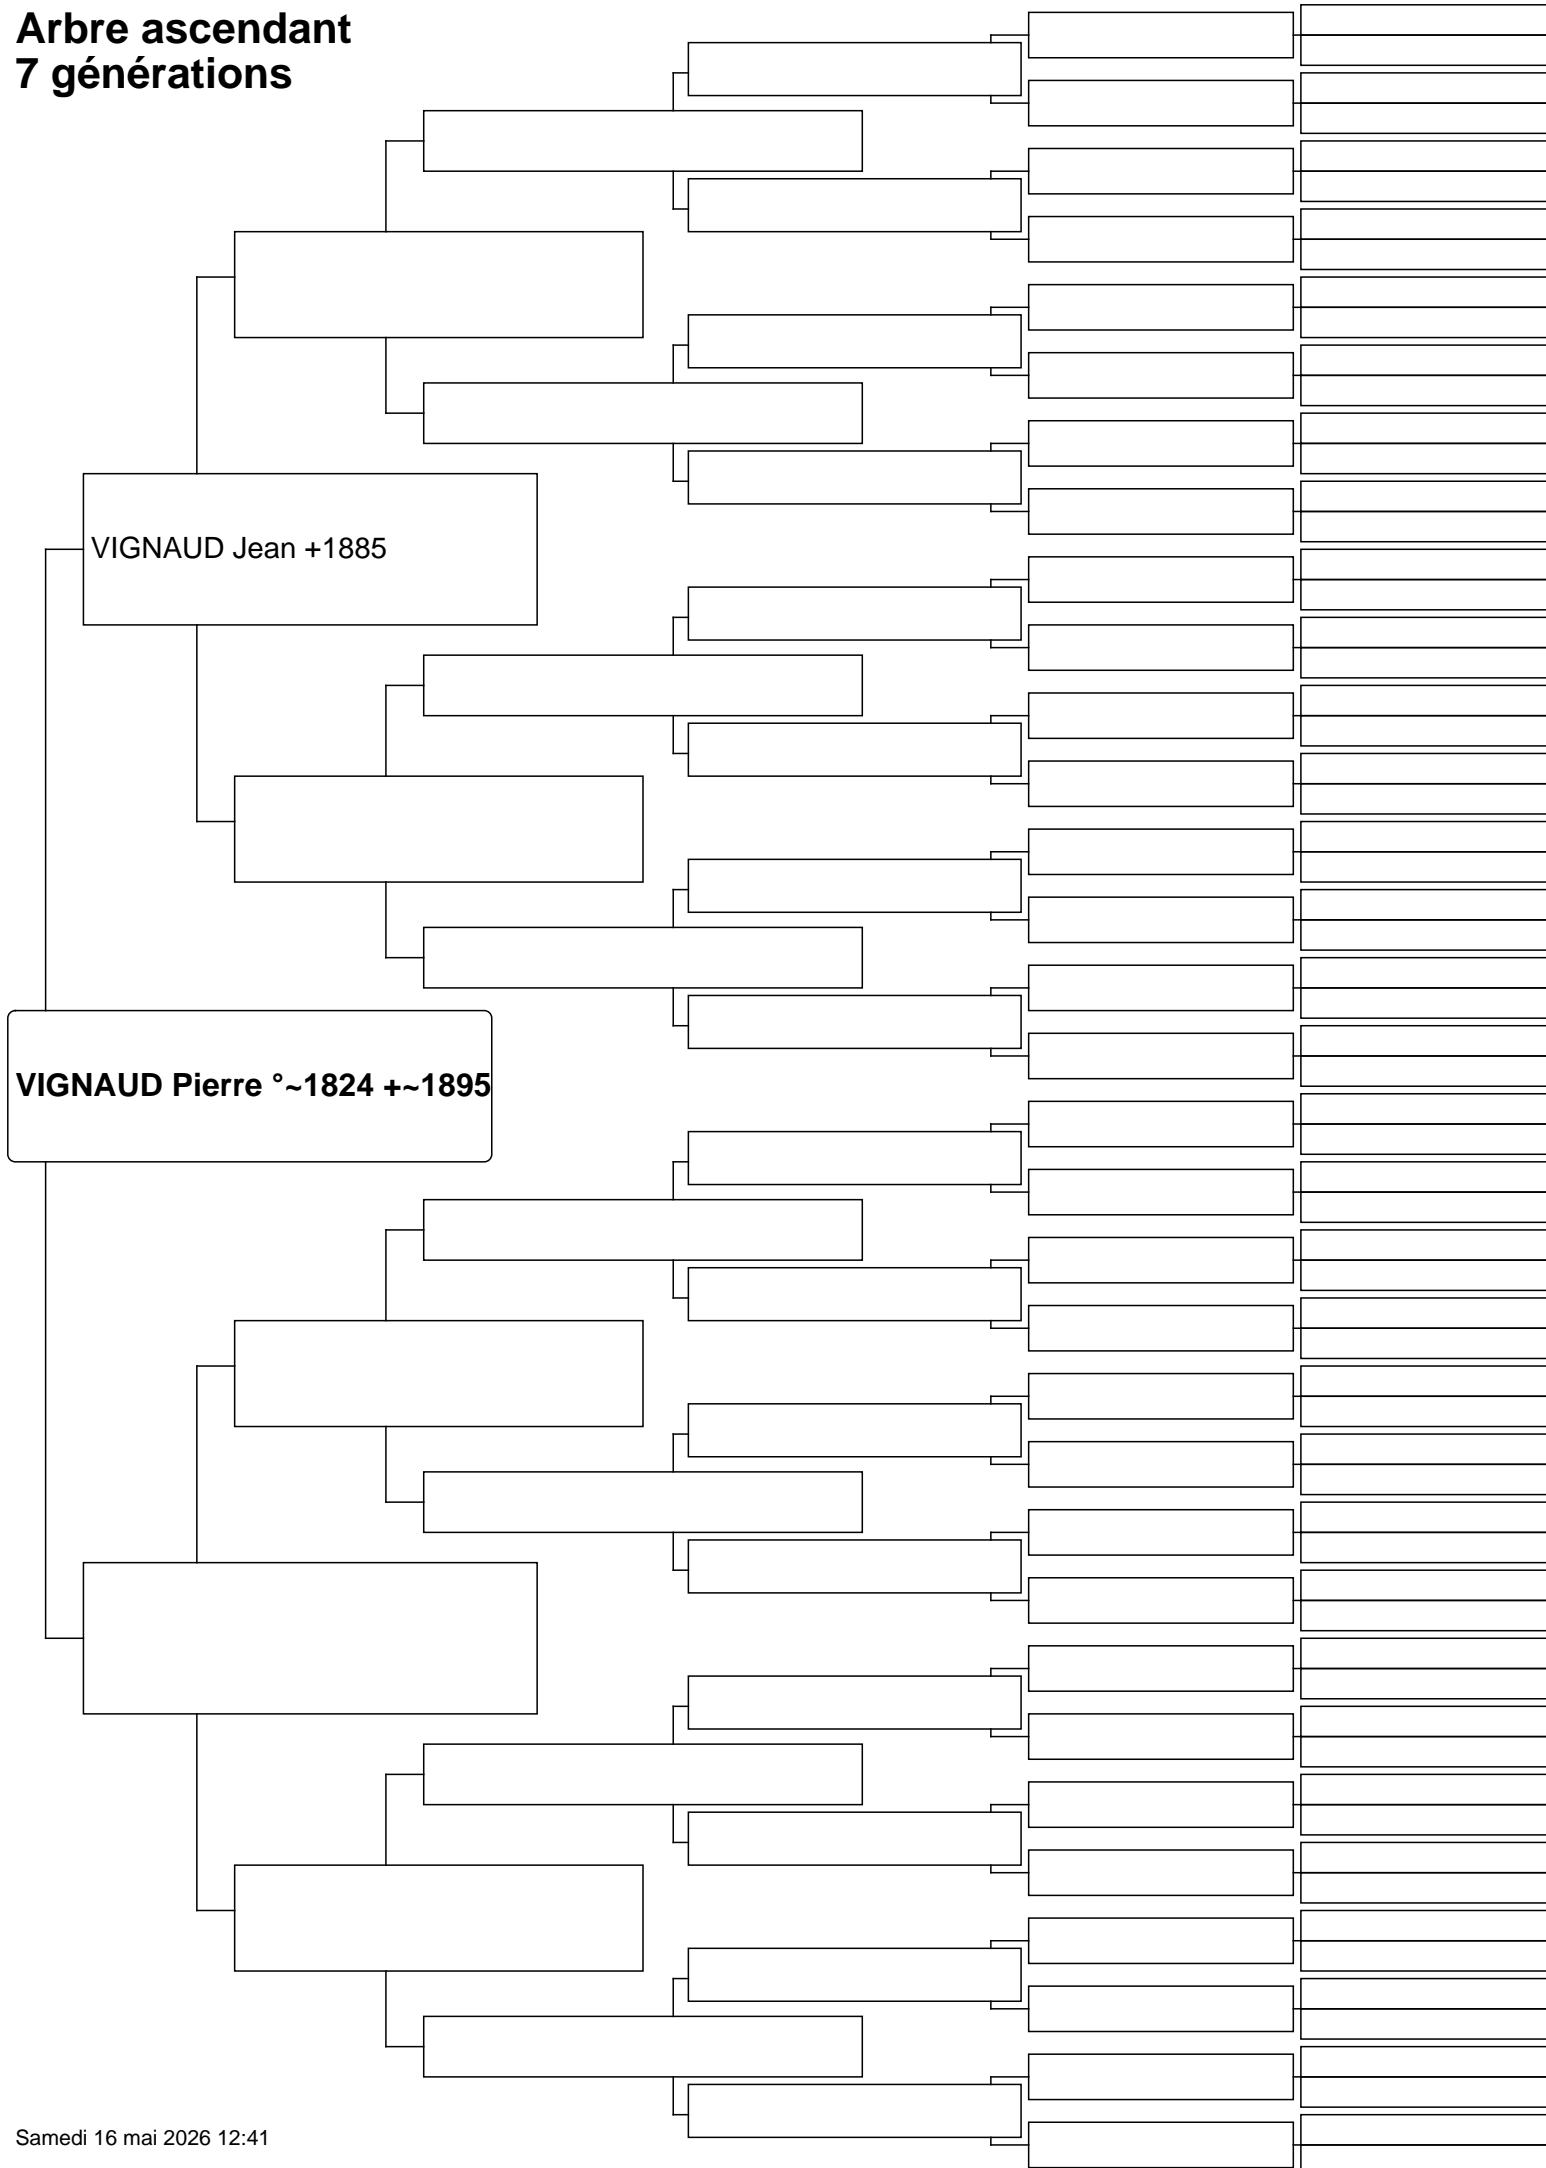 Arbre ascendant
7 générations
VIGNAUD Jean +1885
VIGNAUD Pierre °~1824 +~1895
Samedi 16 mai 2026 12:41